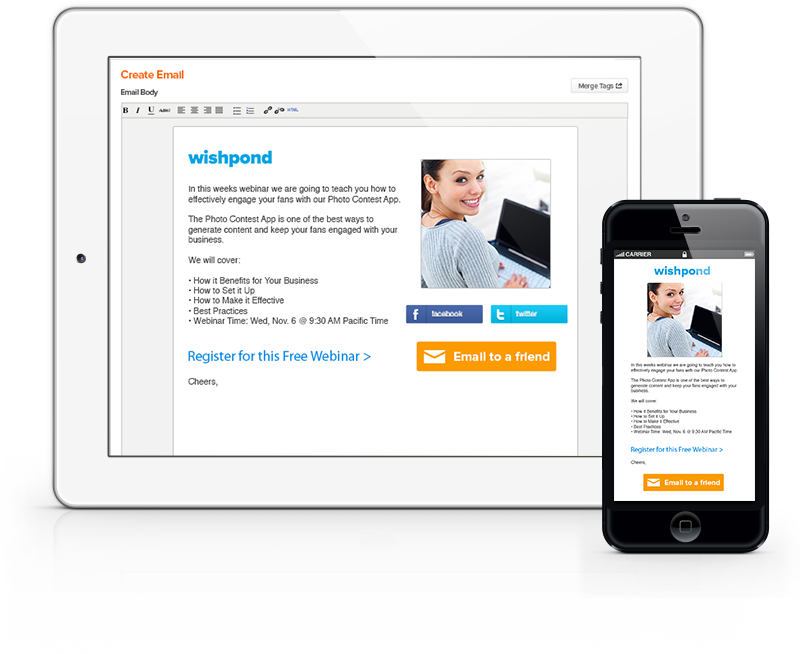 Create Email
Email Body
Merge Tags
B I U ABC
HTML
wishpond
In this weeks webinar we are going to teach you how to
effectively engage your fans with our Photo Contest App.
The Photo Contest App is one of the best ways to
generate content and keep your fans engaged with your
business.
We will cover:
• How it Benefits for Your Business
• How to Set it Up
• How to Make it Effective
• Best Practices
• Webinar Time: Wed, Nov. 6 @ 9:30 AM Pacific Time
facebook
twitter
Register for this Free Webinar >
Email to a friend
Cheers,
CARRIER
wishpond
In this weeks webinar we are going to teach you how to
effectively engage your fans with our Photo Contest App.
The Photo Contest App is one of the best ways to
generate content and keep your fans engaged with your
business.
We will cover:
• How it Benefits for Your Business
• How to Set it Up
• How to Make it Effective
• Best Practices
• Webinar Time: Wed, Nov. 6 @ 9:30 AM Pacific Time
Register for this Free Webinar >
Cheers,
Email to a friend